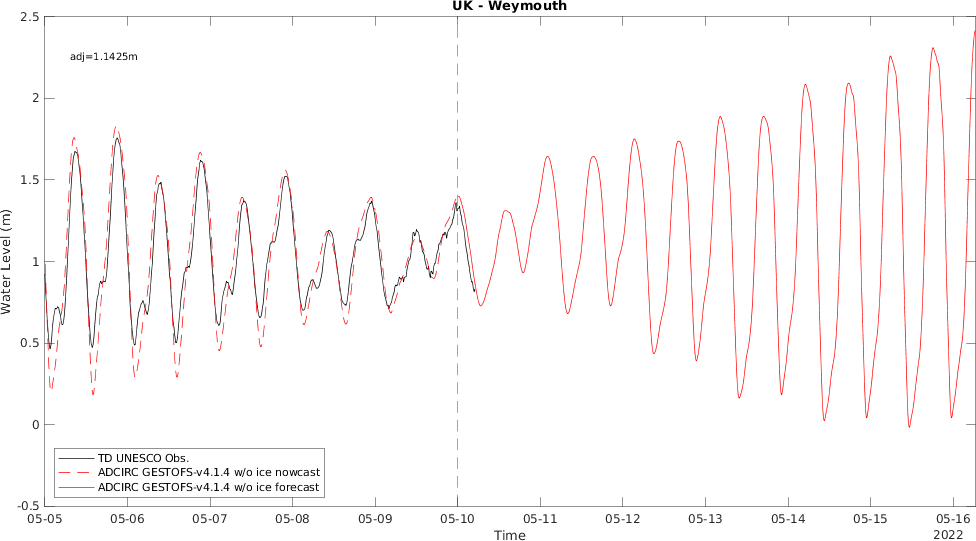 UK - Weymouth
adj=1.1425m
2.5
2
1.5
1
0.5
0
-0.5
Water Level (m)
TD UNESCO Obs.
ADCIRC GESTOFS-v4.1.4 w/o ice nowcast
ADCIRC GESTOFS-v4.1.4 w/o ice forecast
05-05 05-06 05-07 05-08 05-09 05-10 05-11 05-12 05-13 05-14 05-15 05-16
Time
2022